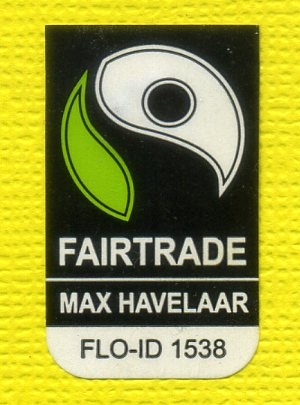 FAIRTRADE
MAX HAVELAAR
FLO-ID 1538